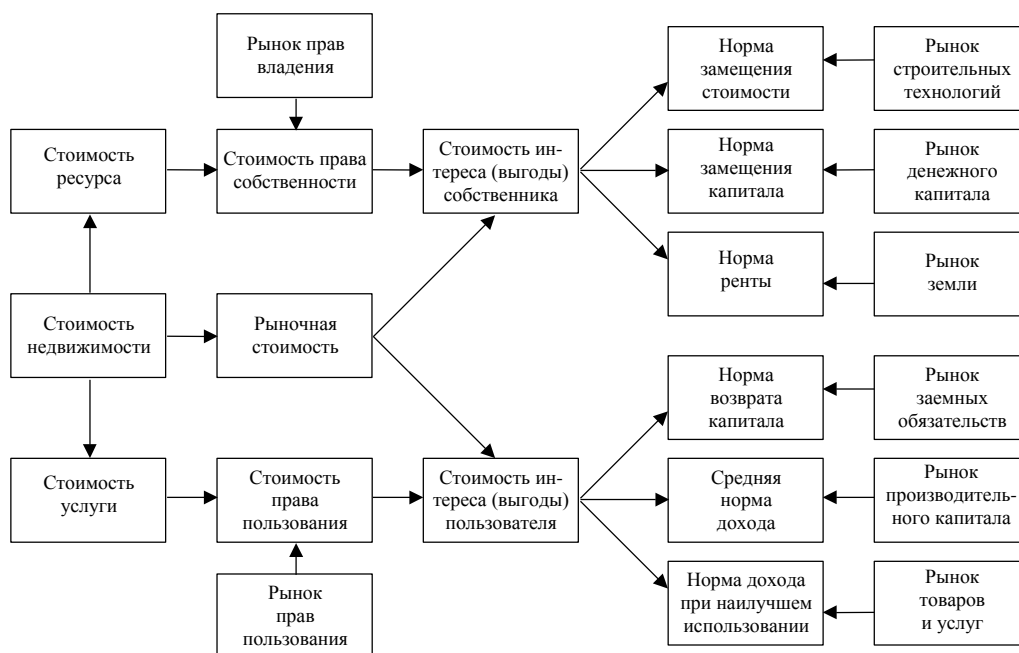 Рынок прав
владения
Норма
замещения
стоимости
Рынок
строительных
технологий
Стоимость
ресурса
Стоимость права
собственности
Стоимость ин-
тереса (выгоды)
собственника
Норма
замещения
капитала
Рынок
денежного
капитала
Норма
ренты
Рынок
земли
Стоимость
недвижимости
Рыночная
стоимость
Норма
возврата
капитала
Рынок
заемных
обязательств
Стоимость
услуги
Стоимость
права
пользования
Стоимость ин-
тереса (выгоды)
пользователя
Средняя
норма
дохода
Рынок
производитель-
ного капитала
Рынок
прав
пользования
Норма дохода
при наилучшем
использовании
Рынок
товаров
и услуг